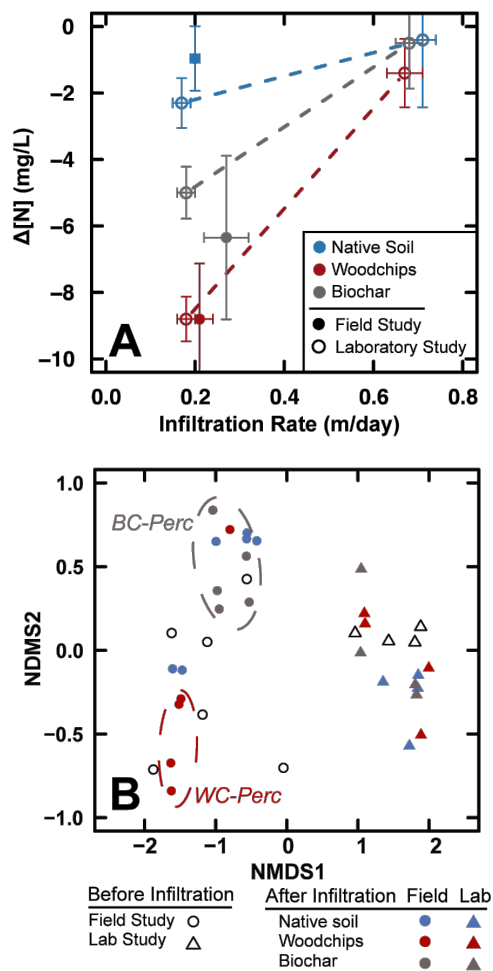 0
−2
−4
−6
−8
−10
Δ[N] (mg/L)
A
Native Soil
Woodchips
Biochar
Field Study
Laboratory Study
0.0 0.2 0.4 0.6 0.8
Infiltration Rate (m/day)
1.0
0.5
0.0
−0.5
−1.0
NDMS2
BC-Perc
WC-Perc
B
−2 −1 0 1 2
NMDS1
Before Infiltration
Field Study
Lab Study
After Infiltration Field Lab
Native soil
Woodchips
Biochar